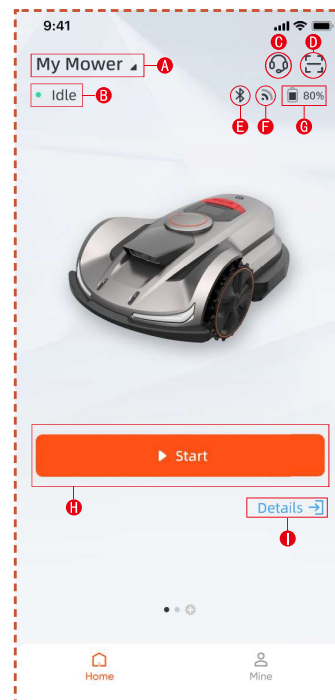 9:41
C D
My Mower A
Idle B
80%
E F G
Start
H
Details
I
Home Mine